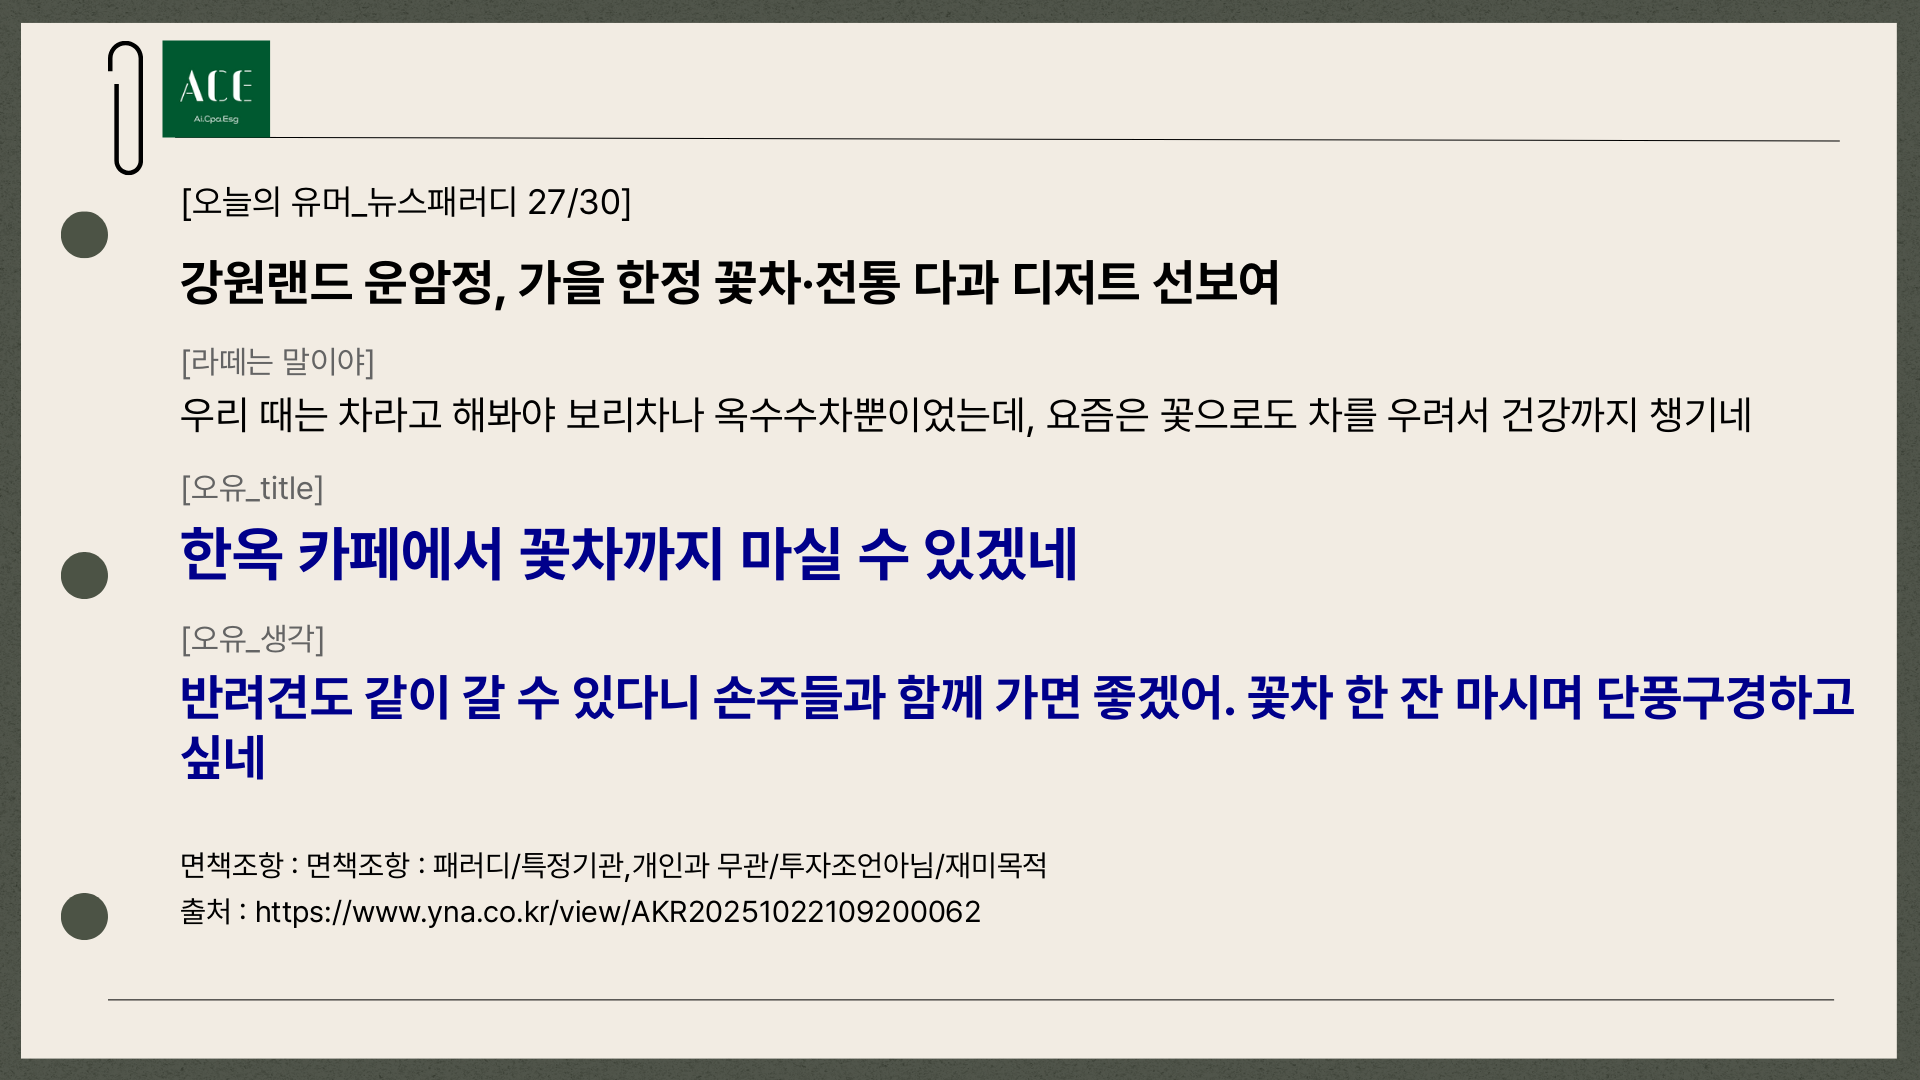 ACE
Ai.Cpa.Esg
[오늘의 유머_뉴스패러디 27/30]
강원랜드 운암정, 가을 한정 꽃차·전통 다과 디저트 선보여
[라떼는 말이야]
우리 때는 차라고 해봐야 보리차나 옥수수차뿐이었는데, 요즘은 꽃으로도 차를 우려서 건강까지 챙기네
[오유_title]
한옥 카페에서 꽃차까지 마실 수 있겠네
[오유_생각]
반려견도 같이 갈 수 있다니 손주들과 함께 가면 좋겠어. 꽃차 한 잔 마시며 단풍구경하고
싶네
면책조항 : 면책조항 : 패러디/특정기관,개인과 무관/투자조언아님/재미목적
출처 : https://www.yna.co.kr/view/AKR20251022109200062